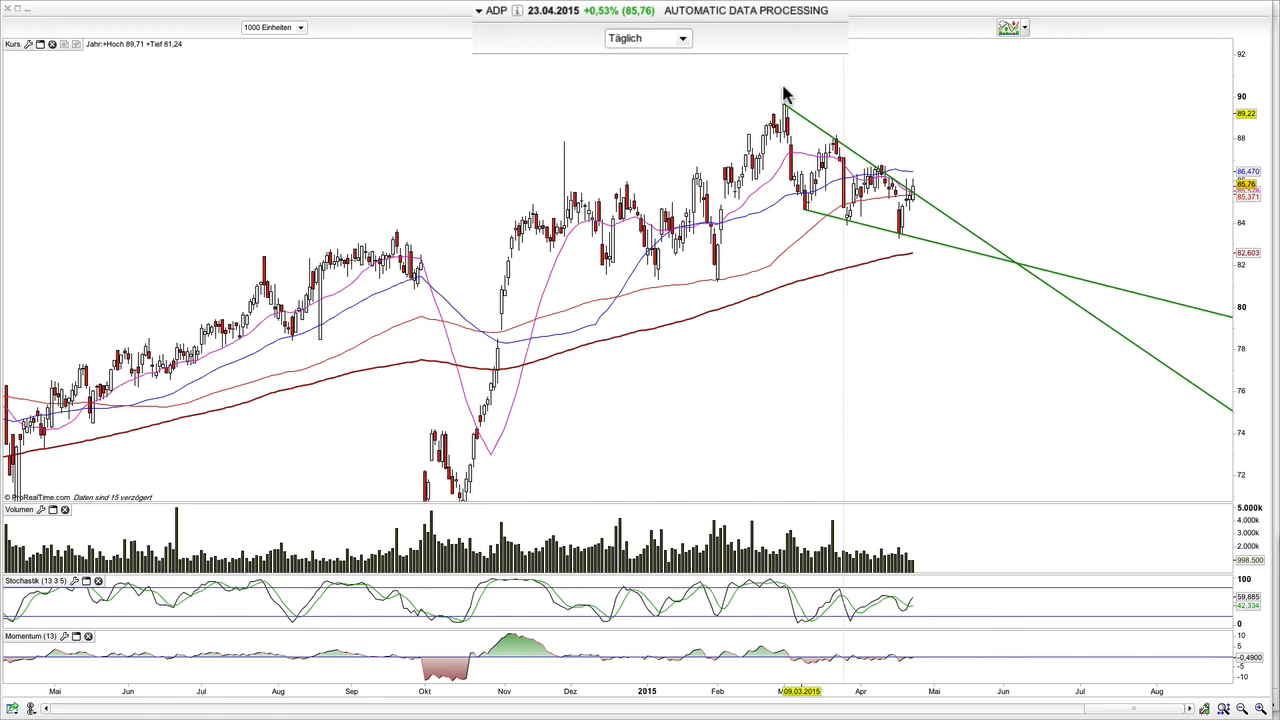 ADP 23.04.2015 +0,53% (85,76) AUTOMATIC DATA PROCESSING
1000 Einheiten
Täglich
Kurs Jahr:+Hoch 89,71 +Tief 81,24
92
90
89,22
88
86,470
85,76
85,371
84
82,603
82
80
78
76
74
72
© ProRealTime.com Daten sind 15 verzögert
Volumen
5.000k
4.000k
3.000k
2.000k
998.500
Stochastik (13 3 5)
100
59,885
42,334
0
Momentum (13)
10
5
-0,4900
-5
-10
Mai Jun Jul Aug Sep Okt Nov Dez 2015 Feb 09.03.2015 Apr Mai Jun Jul Aug